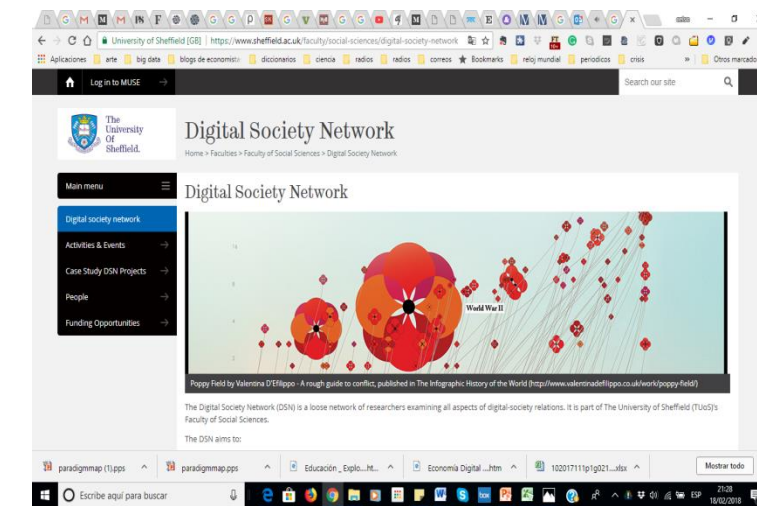 University of Sheffield [GB] | https://www.sheffield.ac.uk/faculty/social-sciences/digital-society-network
Aplicaciones arte big data blogs de economista diccionarios ciencia radios radios correos Bookmarks reloj mundial periodicos crisis » Otros marcado
Log in to MUSE
Search our site
The
University
Of
Sheffield.
Digital Society Network
Home > Faculties > Faculty of Social Sciences > Digital Society Network
Main menu
Digital society network
Activities & Events
Case Study DSN Projects
People
Funding Opportunities
Digital Society Network
World War II
Poppy Field by Valentina D'Efilippo - A rough guide to conflict, published in The Infographic History of the World (http://www.valentinadefilippo.co.uk/work/poppy-field/)
The Digital Society Network (DSN) is a loose network of researchers examining all aspects of digital-society relations. It is part of The University of Sheffield (TUoS)'s
Faculty of Social Sciences.
The DSN aims to:
paradigmmap (1).pps paradigmmap.pps Educación _ Explo....ht... Economía Digital ....htm 102017111p1g021....xlsx Mostrar todo
Escribe aquí para buscar
ESP
21:28
18/02/2018